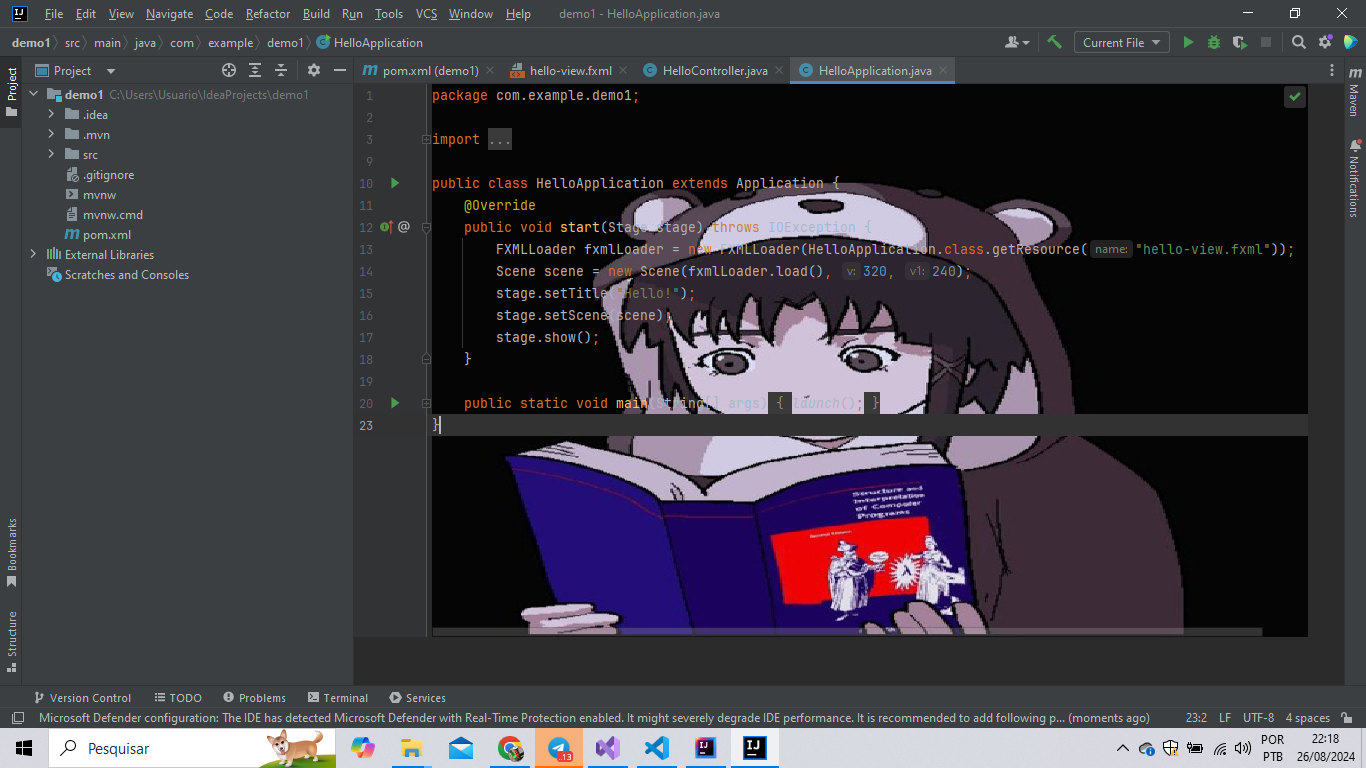 File Edit View Navigate Code Refactor Build Run Tools VCS Window Help demo1 - HelloApplication.java
demo1 src main java com example demo1 HelloApplication
Current File
Project
Project
pom.xml (demo1)
hello-view.fxml
HelloController.java
HelloApplication.java
Maven
Notifications
demo1 C:\Users\Usuario\IdeaProjects\demo1
.idea
.mvn
src
.gitignore
mvnw
mvnw.cmd
pom.xml
External Libraries
Scratches and Consoles
1 package com.example.demo1;
2
3 import ...
9
10 public class HelloApplication extends Application {
11 @Override
12 public void start(Stage stage) throws IOException {
13 FXMLLoader fxmlLoader = new FXMLLoader(HelloApplication.class.getResource( name: "hello-view.fxml"));
14 Scene scene = new Scene(fxmlLoader.load(), v: 320, v1: 240);
15 stage.setTitle("Hello!");
16 stage.setScene(scene);
17 stage.show();
18 }
19
20 public static void main(String[] args) { launch(); }
23 }
Structure and
Interpretation
of Computer
Programs
Bookmarks
Structure
Version Control TODO Problems Terminal Services
Microsoft Defender configuration: The IDE has detected Microsoft Defender with Real-Time Protection enabled. It might severely degrade IDE performance. It is recommended to add following p... (moments ago) 23:2 LF UTF-8 4 spaces
Pesquisar
13
POR
PTB
22:18
26/08/2024